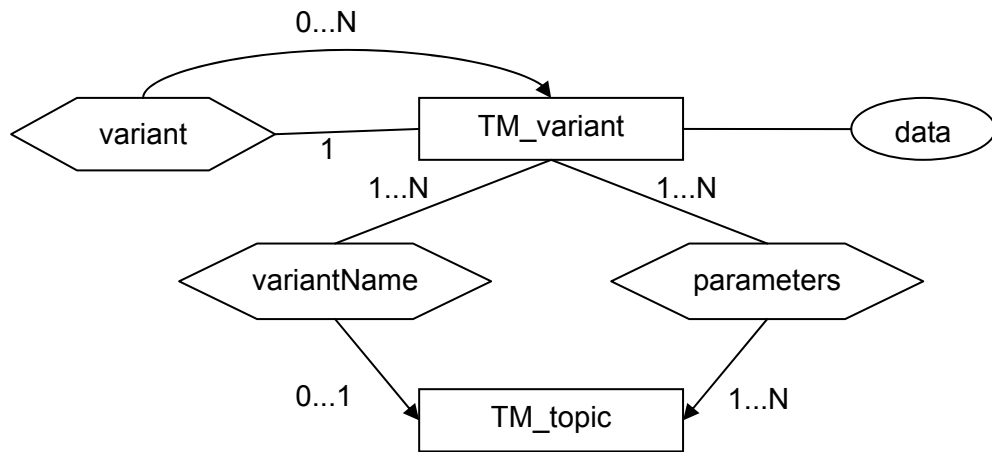 0...N
variant
TM_variant
data
1
1...N
1...N
variantName
parameters
0...1
1...N
TM_topic